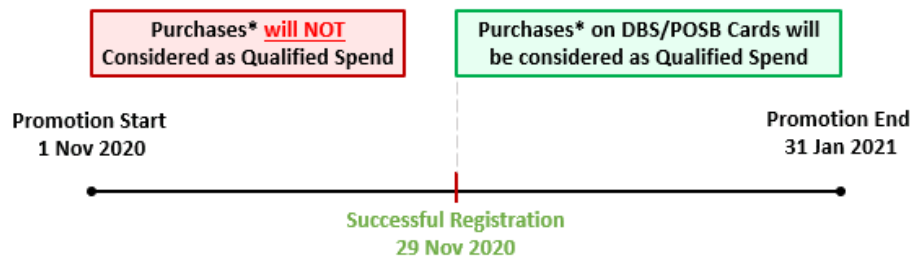 Purchases* will NOT
Considered as Qualified Spend
Purchases* on DBS/POSB Cards will
be considered as Qualified Spend
Promotion Start
1 Nov 2020
Promotion End
31 Jan 2021
Successful Registration
29 Nov 2020